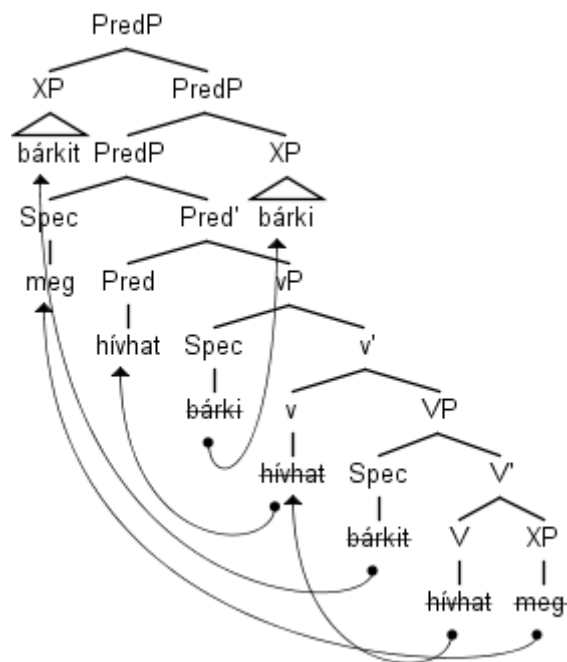 PredP
XP PredP
bárkit PredP XP
Spec Pred' bárki
meg Pred vP
hívhat Spec v'
bárki v VP
hívhat Spec V'
bárkit V XP
hívhat meg